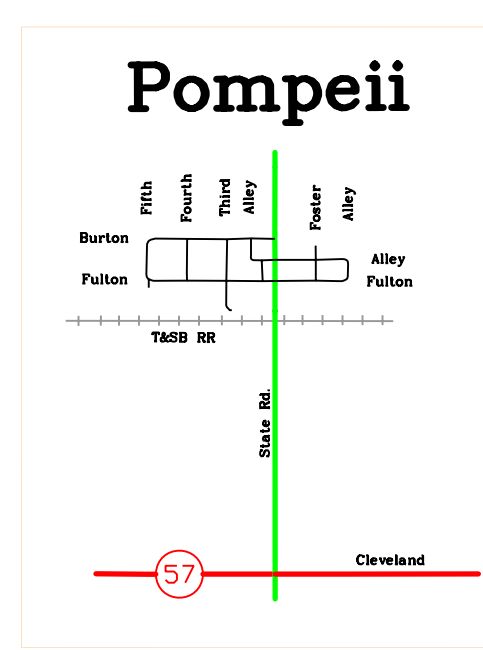 Pompeii
Fifth
Fourth
Third
Alley
Foster
Alley
Burton
Alley
Fulton
Fulton
T&SB RR
State Rd.
Cleveland
57